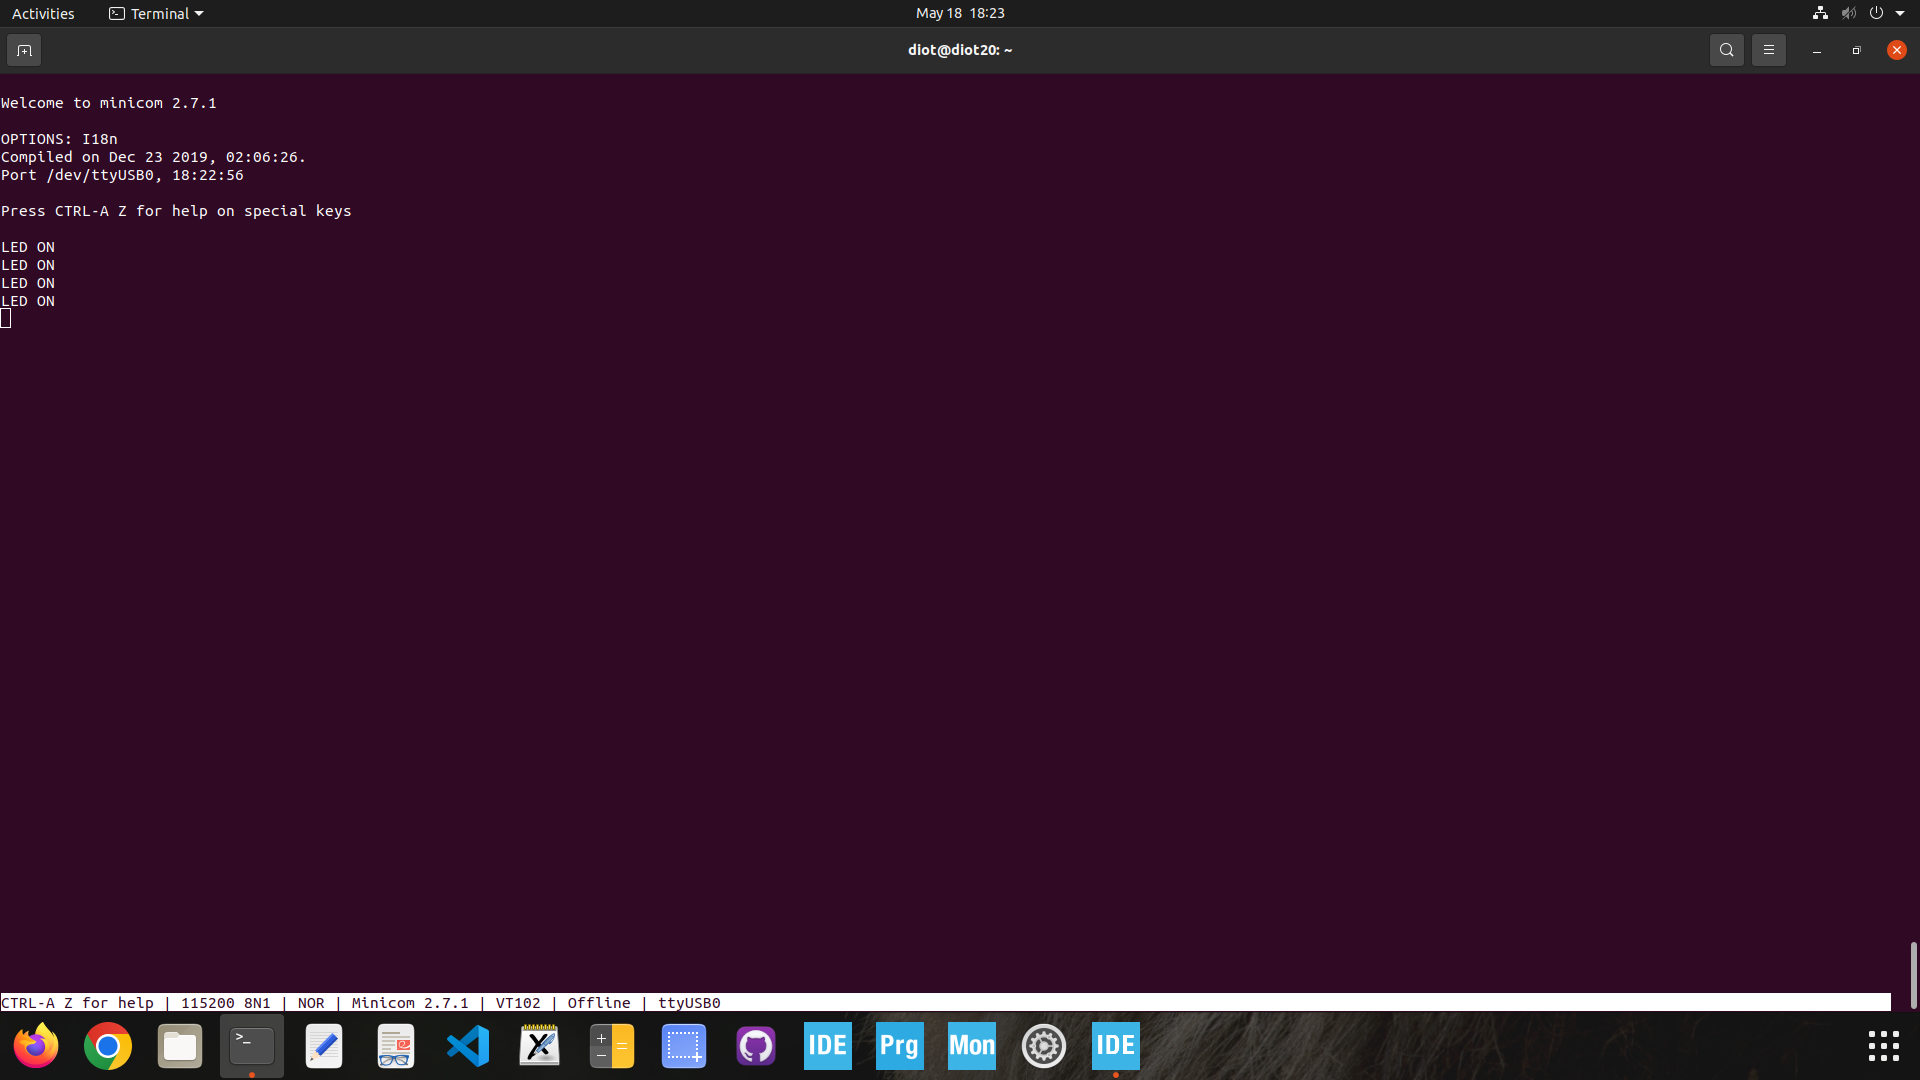 Activities
Terminal
May 18 18:23
diot@diot20: ~
Welcome to minicom 2.7.1
OPTIONS: I18n
Compiled on Dec 23 2019, 02:06:26.
Port /dev/ttyUSB0, 18:22:56
Press CTRL-A Z for help on special keys
LED ON
LED ON
LED ON
LED ON
CTRL-A Z for help | 115200 8N1 | NOR | Minicom 2.7.1 | VT102 | Offline | ttyUSB0
IDE
Prg
Mon
IDE